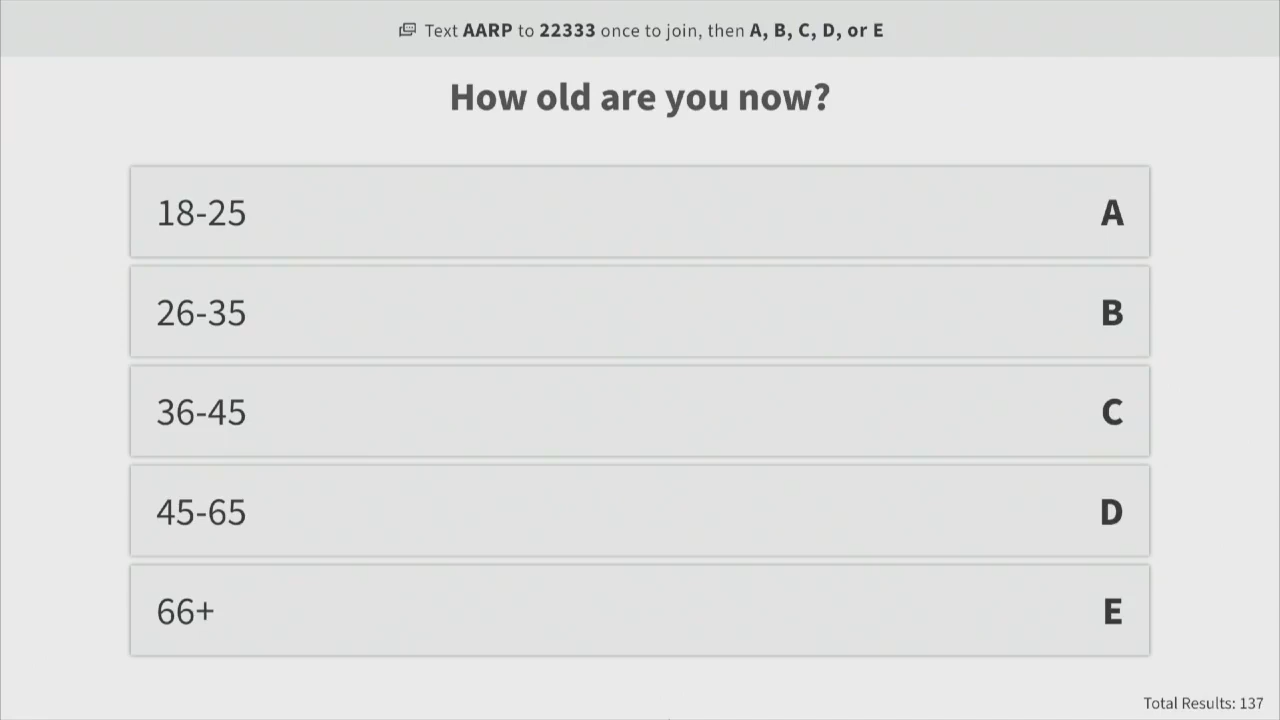 Text AARP to 22333 once to join, then A, B, C, D, or E
How old are you now?
18-25 A
26-35 B
36-45 C
45-65 D
66+ E
Total Results: 137